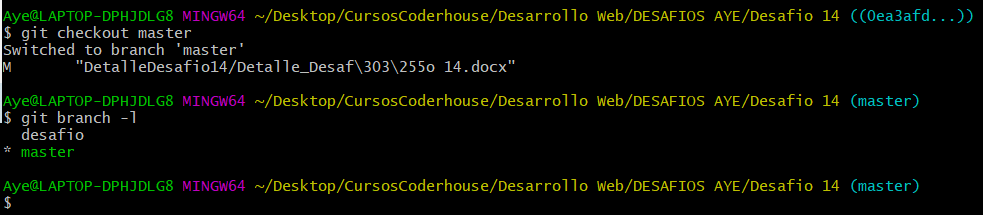 Aye@LAPTOP-DPHJDLG8 MINGW64 ~/Desktop/CursosCoderhouse/Desarrollo Web/DESAFIOS AYE/Desafio 14 ((0ea3afd...))
$ git checkout master
Switched to branch 'master'
M       "DetalleDesafio14/Detalle_Desaf\303\255o 14.docx"
Aye@LAPTOP-DPHJDLG8 MINGW64 ~/Desktop/CursosCoderhouse/Desarrollo Web/DESAFIOS AYE/Desafio 14 (master)
$ git branch -l
  desafio
* master
Aye@LAPTOP-DPHJDLG8 MINGW64 ~/Desktop/CursosCoderhouse/Desarrollo Web/DESAFIOS AYE/Desafio 14 (master)
$